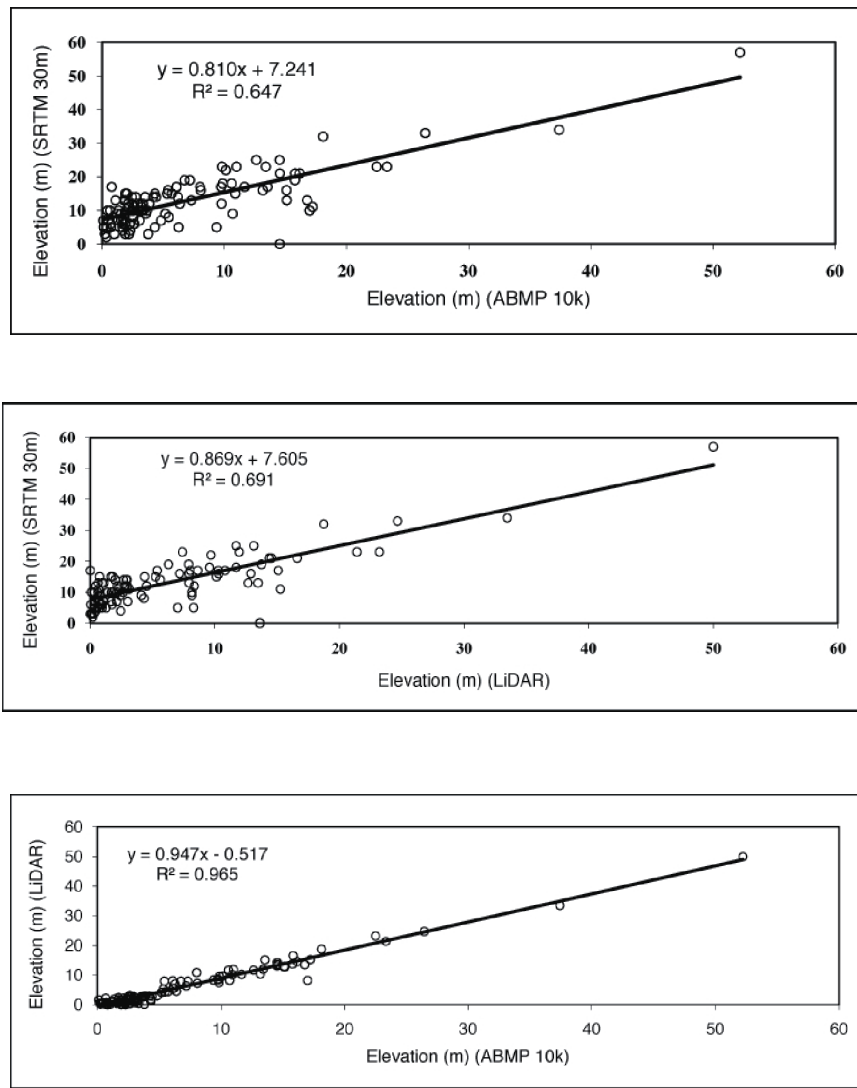 60
50
40
30
20
10
0
y = 0.810x + 7.241
R² = 0.647
Elevation (m) (SRTM 30m)
0 10 20 30 40 50 60
Elevation (m) (ABMP 10k)
60
50
40
30
20
10
0
y = 0.869x + 7.605
R² = 0.691
Elevation (m) (SRTM 30m)
0 10 20 30 40 50 60
Elevation (m) (LiDAR)
60
50
40
30
20
10
0
y = 0.947x - 0.517
R² = 0.965
Elevation (m) (LiDAR)
0 10 20 30 40 50 60
Elevation (m) (ABMP 10k)